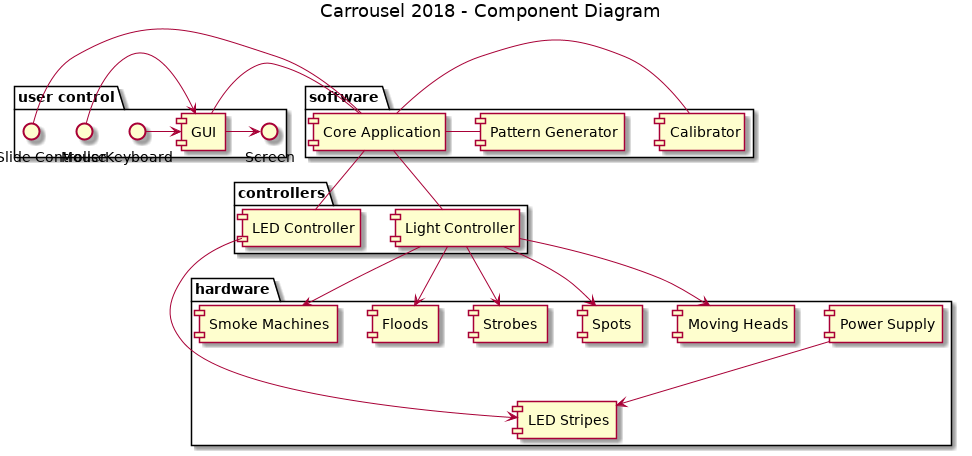 Carrousel 2018 - Component Diagram
user control
software
GUI
Core Application
Pattern Generator
Calibrator
Slide Controller
Mouse
Keyboard
Screen
controllers
LED Controller
Light Controller
hardware
Smoke Machines
Floods
Strobes
Spots
Moving Heads
Power Supply
LED Stripes